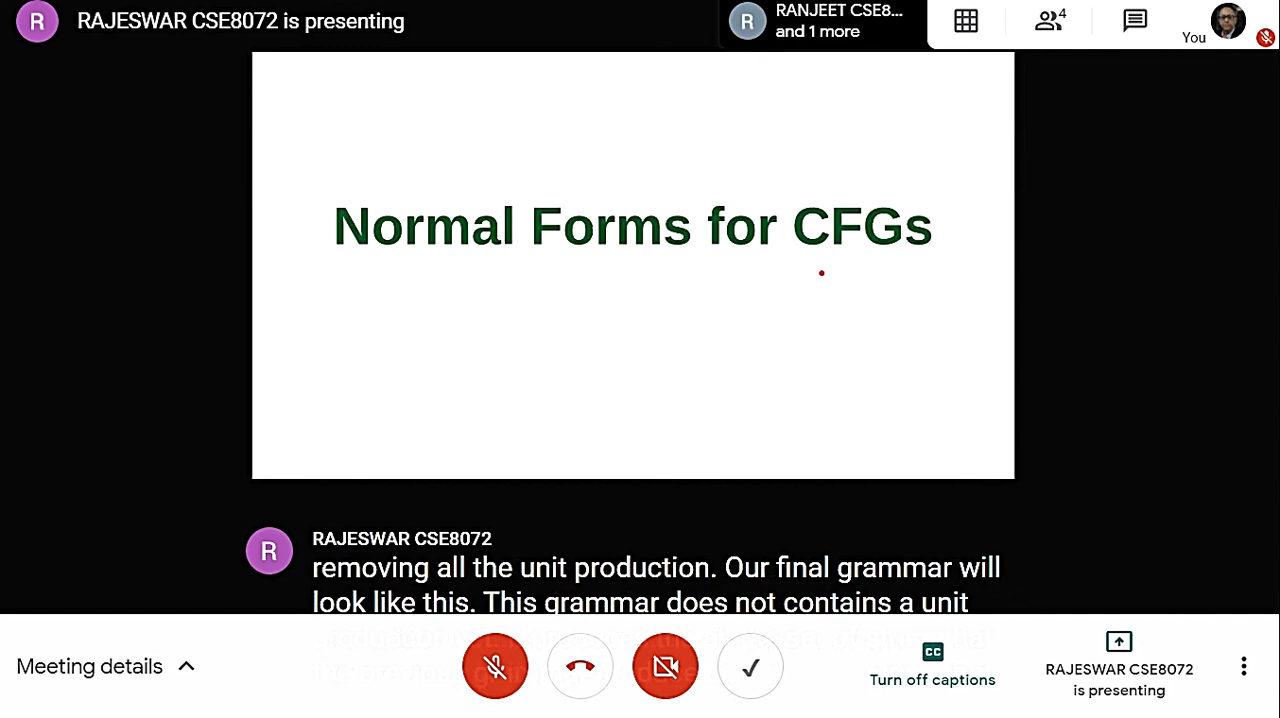 R
RAJESWAR CSE8072 is presenting
R
RANJEET CSE8...
and 1 more
4
You
Normal Forms for CFGs
R
RAJESWAR CSE8072
removing all the unit production. Our final grammar will
look like this. This grammar does not contains a unit
Meeting details
CC
Turn off captions
RAJESWAR CSE8072
is presenting